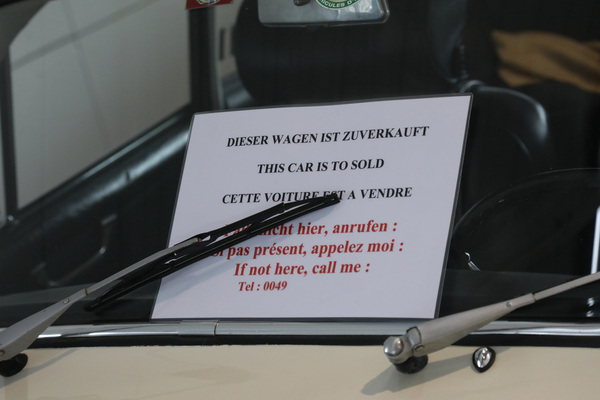 DIESER WAGEN IST ZUVERKAUFT
THIS CAR IS TO SOLD
CETTE VOITURE EST A VENDRE
nicht hier, anrufen :
pas présent, appelez moi :
If not here, call me :
Tel : 0049